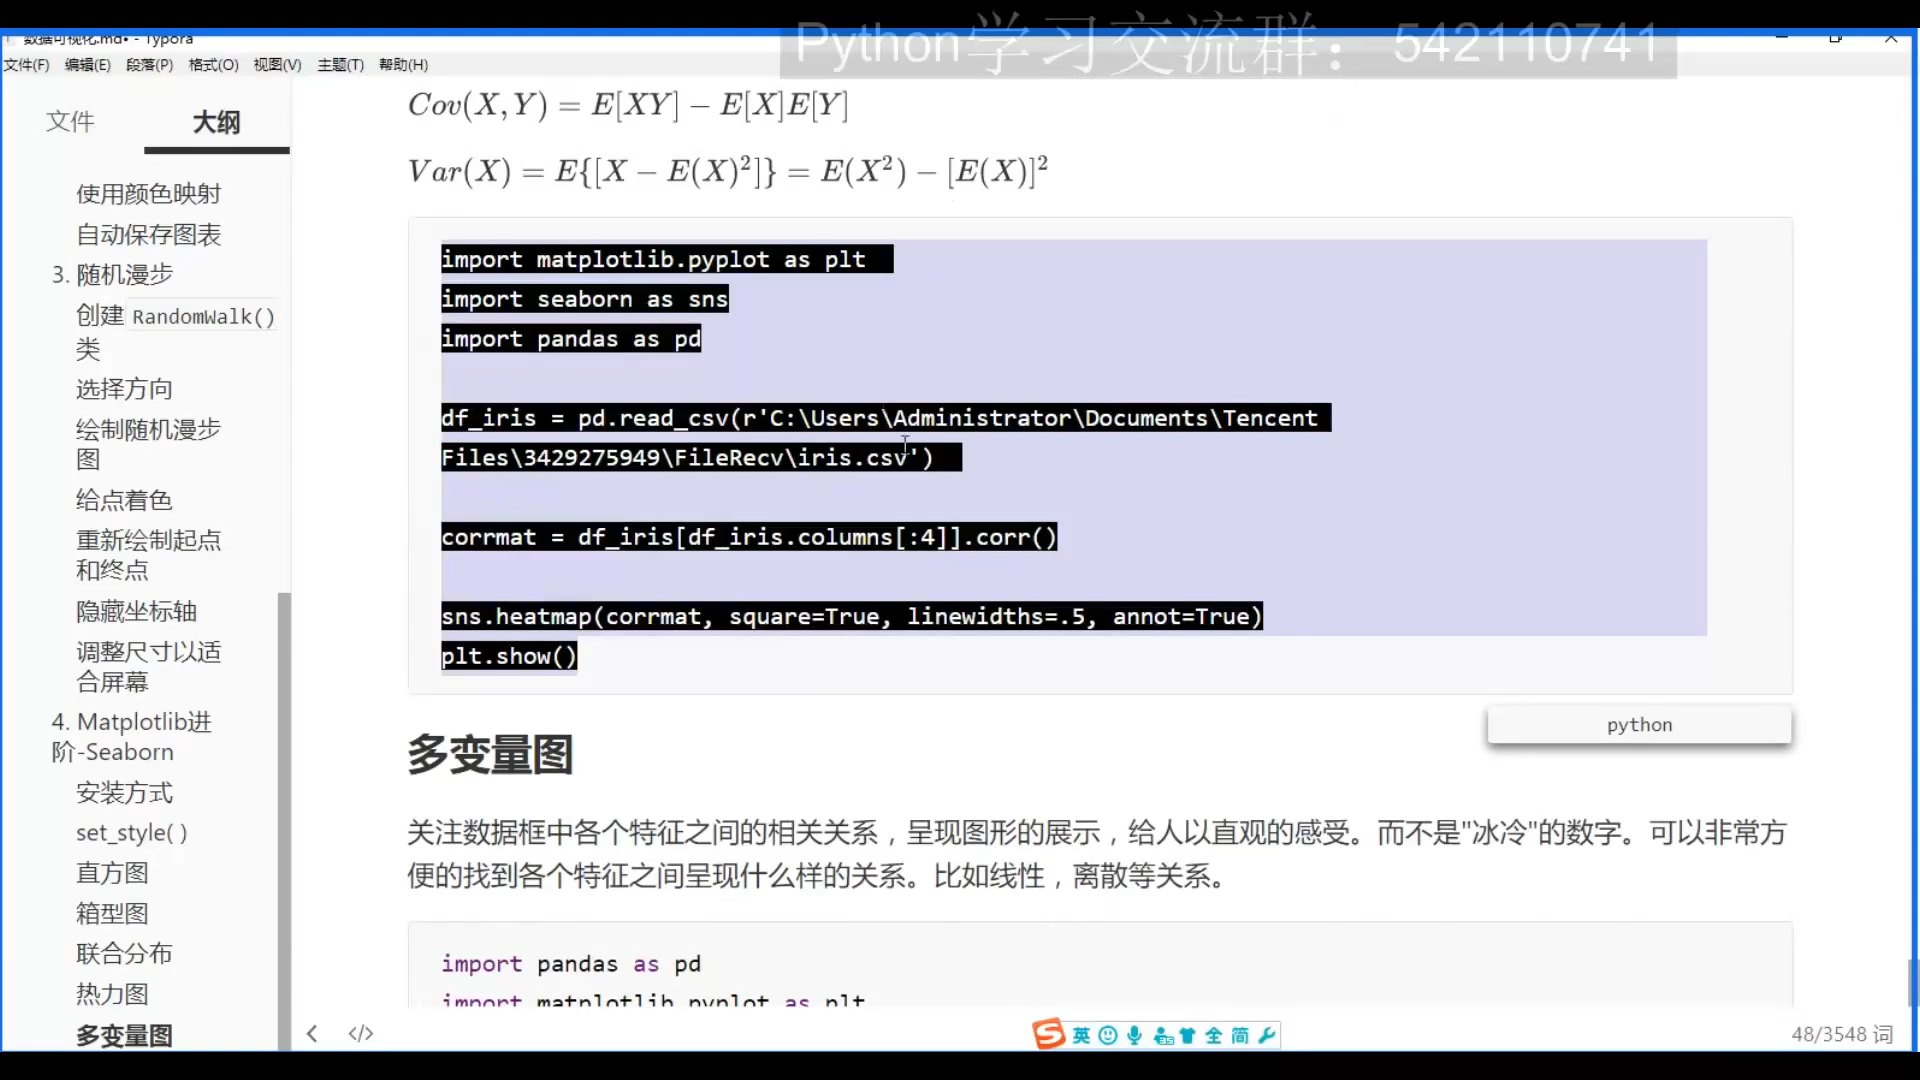 Python学习交流群：542110741
数据可视化.md• - Typora
文件(F) 编辑(E) 段落(P) 格式(O) 视图(V) 主题(T) 帮助(H)
文件 大纲
使用颜色映射
自动保存图表
3. 随机漫步
创建 RandomWalk()
类
选择方向
绘制随机漫步
图
给点着色
重新绘制起点
和终点
隐藏坐标轴
调整尺寸以适
合屏幕
4. Matplotlib进
阶-Seaborn
安装方式
set_style( )
直方图
箱型图
联合分布
热力图
多变量图
Cov(X, Y) = E[XY] − E[X]E[Y]
Var(X) = E{[X − E(X)²]} = E(X²) − [E(X)]²
import matplotlib.pyplot as plt
import seaborn as sns
import pandas as pd
df_iris = pd.read_csv(r'C:\Users\Administrator\Documents\Tencent
Files\3429275949\FileRecv\iris.csv')
corrmat = df_iris[df_iris.columns[:4]].corr()
sns.heatmap(corrmat, square=True, linewidths=.5, annot=True)
plt.show()
python
多变量图
关注数据框中各个特征之间的相关关系，呈现图形的展示，给人以直观的感受。而不是"冰冷"的数字。可以非常方
便的找到各个特征之间呈现什么样的关系。比如线性，离散等关系。
import pandas as pd
import matplotlib.pyplot as plt
</>
英 全 简
48/3548 词